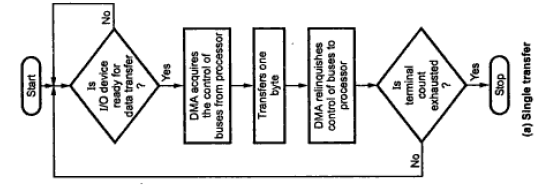 Start
Is
I/O device
ready for
data transfer
?
No
Yes
DMA acquires
the control of
buses from processor
Transfers one
byte
DMA relinquishes
control of buses to
processor
Is
terminal
count
exhausted
?
No
Yes
Stop
(a) Single transfer